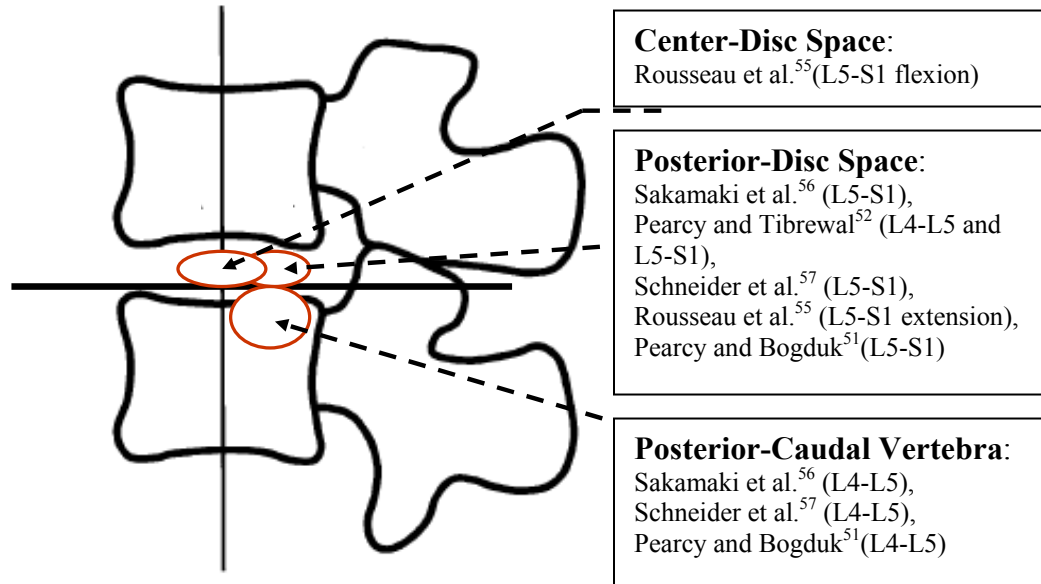 Center-Disc Space:
Rousseau et al.55(L5-S1 flexion)
Posterior-Disc Space:
Sakamaki et al.56 (L5-S1),
Pearcy and Tibrewal52 (L4-L5 and
L5-S1),
Schneider et al.57 (L5-S1),
Rousseau et al.55 (L5-S1 extension),
Pearcy and Bogduk51(L5-S1)
Posterior-Caudal Vertebra:
Sakamaki et al.56 (L4-L5),
Schneider et al.57 (L4-L5),
Pearcy and Bogduk51(L4-L5)